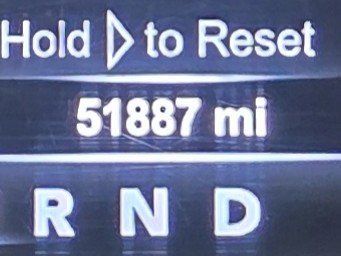 Hold ▷ to Reset
51887 mi
R N D